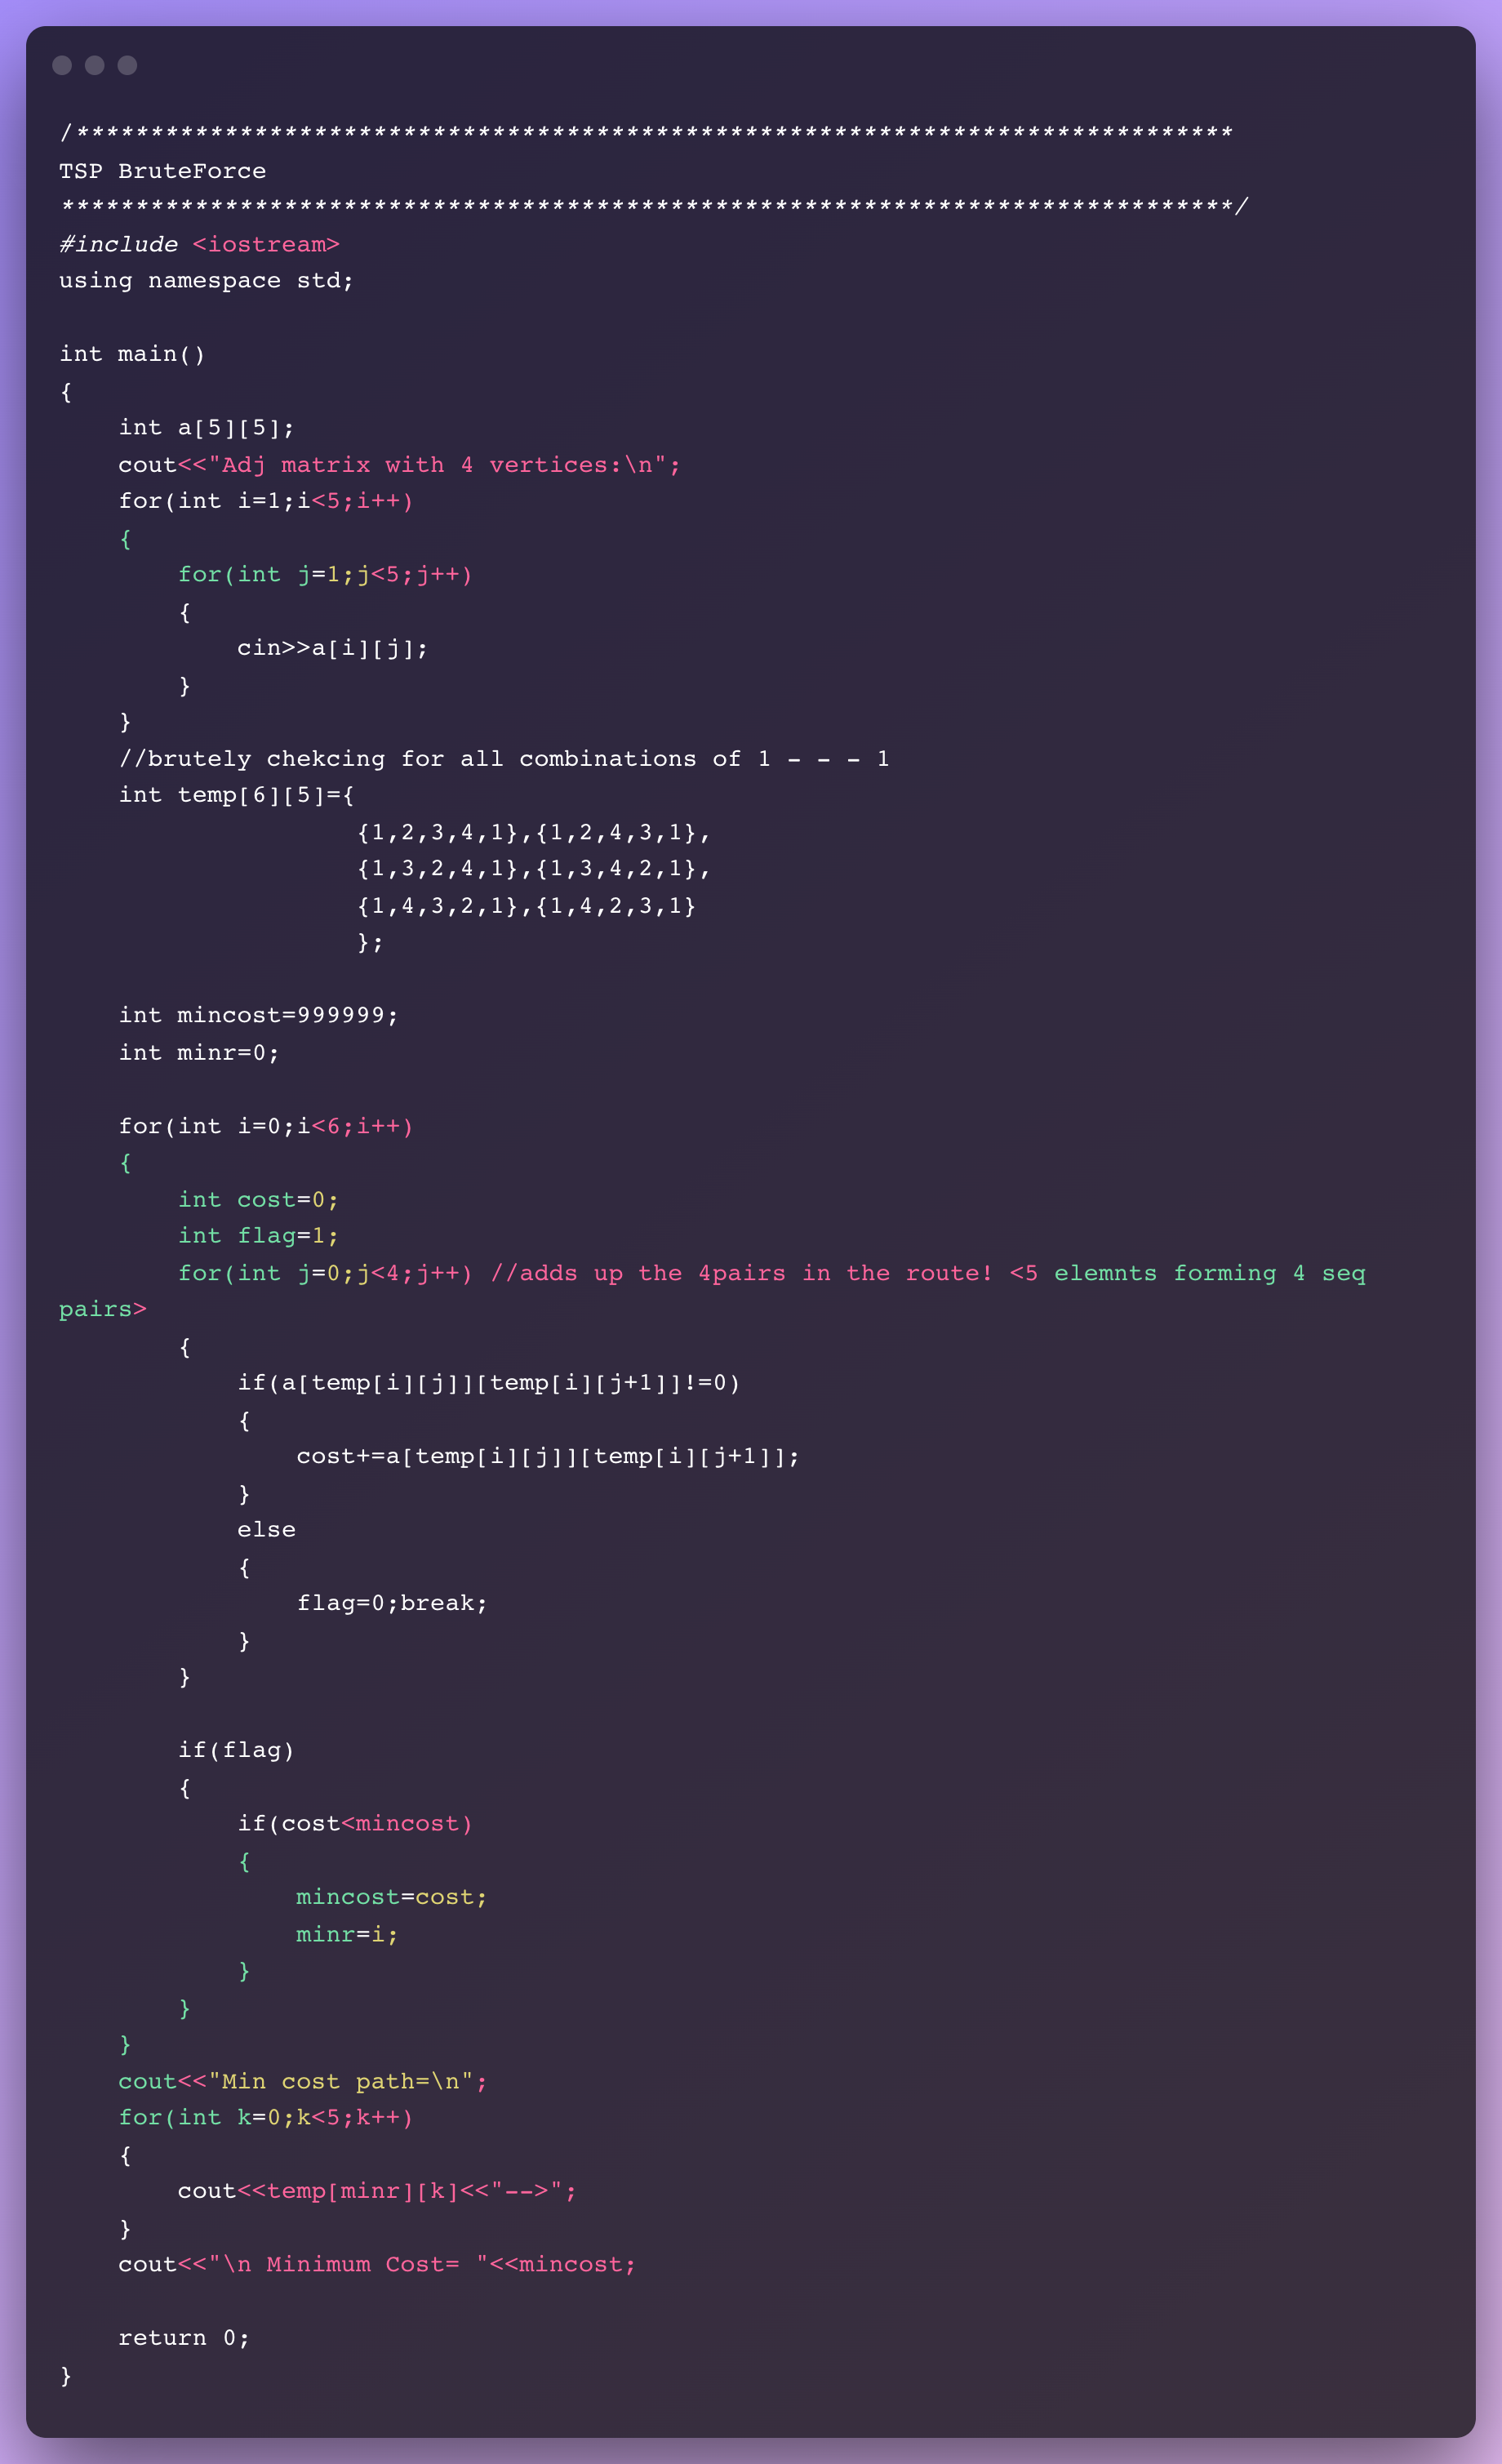 /******************************************************************************
TSP BruteForce
*******************************************************************************/
#include <iostream>
using namespace std;

int main()
{
    int a[5][5];
    cout<<"Adj matrix with 4 vertices:\n";
    for(int i=1;i<5;i++)
    {
        for(int j=1;j<5;j++)
        {
            cin>>a[i][j];
        }
    }
    //brutely chekcing for all combinations of 1 - - - 1
    int temp[6][5]={
                    {1,2,3,4,1},{1,2,4,3,1},
                    {1,3,2,4,1},{1,3,4,2,1},
                    {1,4,3,2,1},{1,4,2,3,1}
                    };

    int mincost=999999;
    int minr=0;

    for(int i=0;i<6;i++)
    {
        int cost=0;
        int flag=1;
        for(int j=0;j<4;j++) //adds up the 4pairs in the route! <5 elemnts forming 4 seq
pairs>
        {
            if(a[temp[i][j]][temp[i][j+1]]!=0)
            {
                cost+=a[temp[i][j]][temp[i][j+1]];
            }
            else
            {
                flag=0;break;
            }
        }

        if(flag)
        {
            if(cost<mincost)
            {
                mincost=cost;
                minr=i;
            }
        }
    }
    cout<<"Min cost path=\n";
    for(int k=0;k<5;k++)
    {
        cout<<temp[minr][k]<<"-->";
    }
    cout<<"\n Minimum Cost= "<<mincost;

    return 0;
}